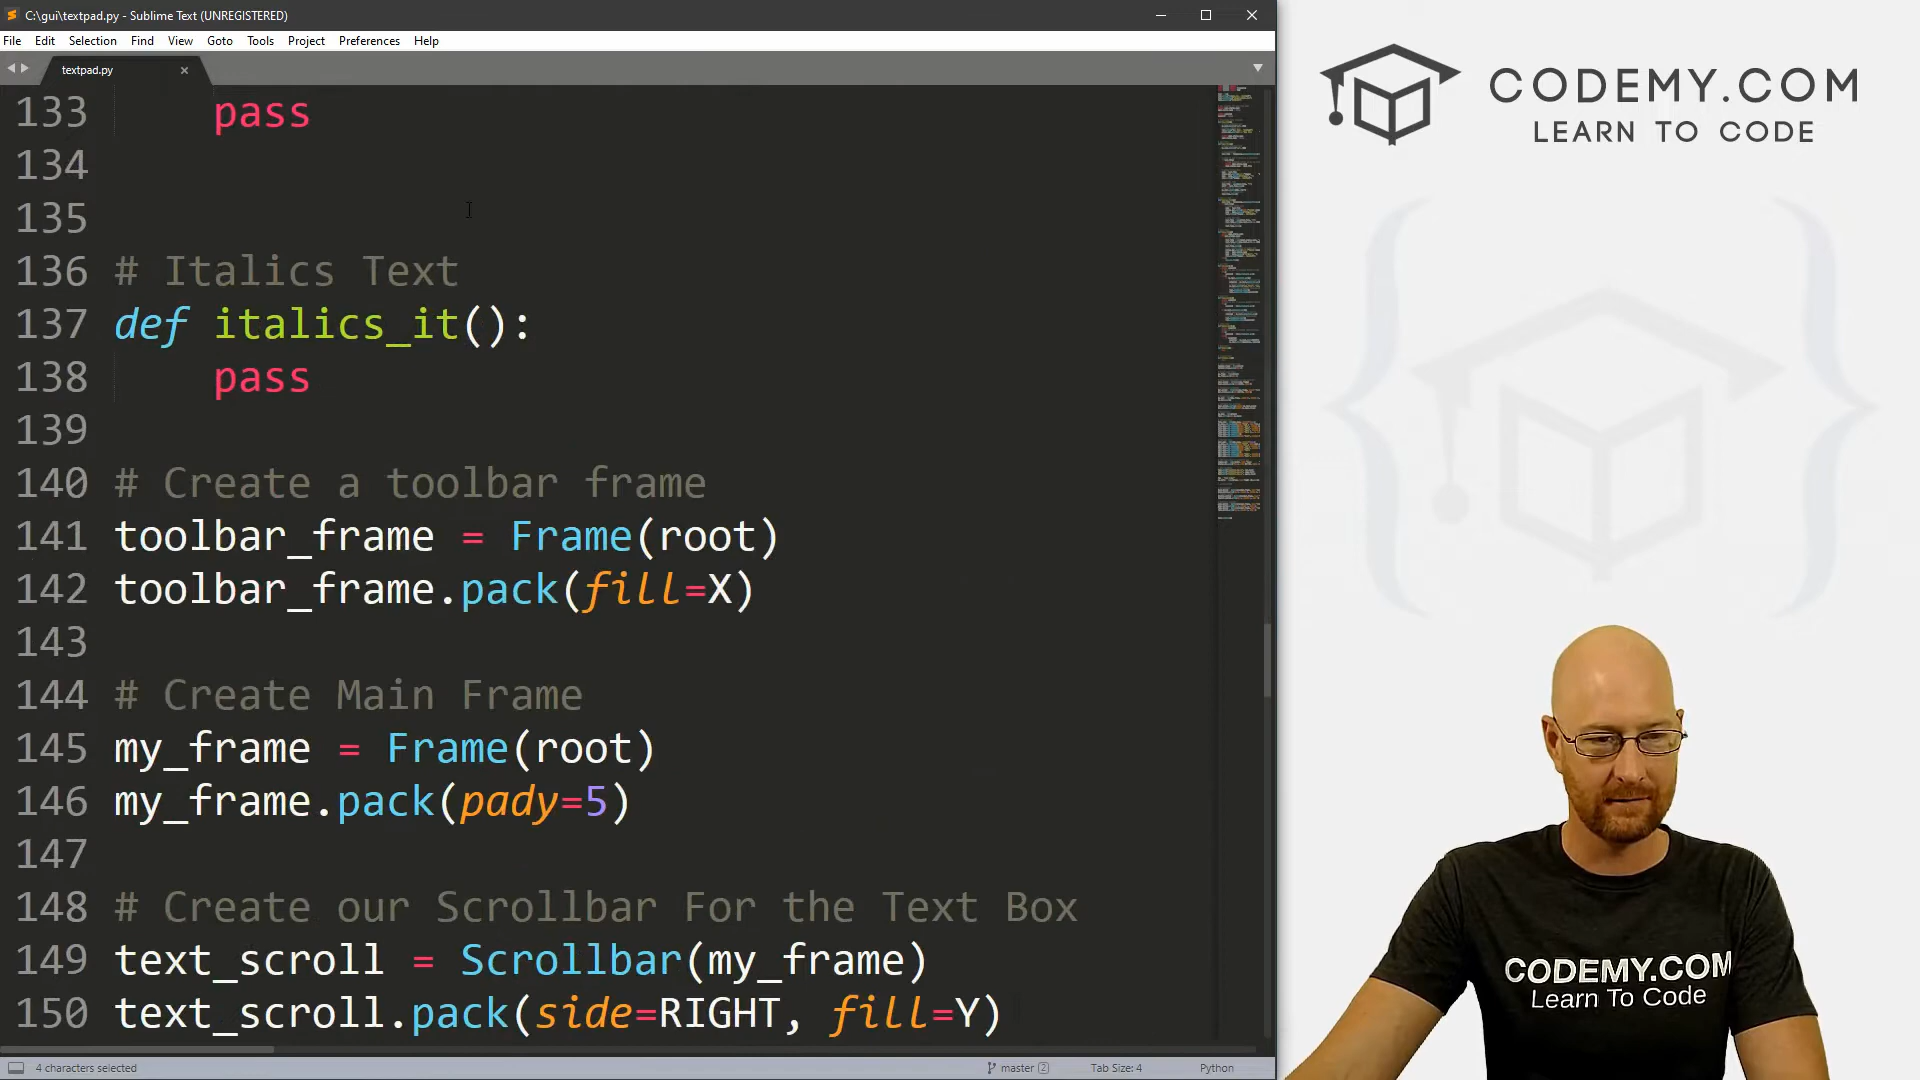 C:\gui\textpad.py - Sublime Text (UNREGISTERED)
File Edit Selection Find View Goto Tools Project Preferences Help
textpad.py
133 pass
134
135
136 # Italics Text
137 def italics_it():
138 pass
139
140 # Create a toolbar frame
141 toolbar_frame = Frame(root)
142 toolbar_frame.pack(fill=X)
143
144 # Create Main Frame
145 my_frame = Frame(root)
146 my_frame.pack(pady=5)
147
148 # Create our Scrollbar For the Text Box
149 text_scroll = Scrollbar(my_frame)
150 text_scroll.pack(side=RIGHT, fill=Y)
4 characters selected
master 2
Tab Size: 4
Python
CODEMY.COM
LEARN TO CODE
CODEMY.COM
Learn To Code